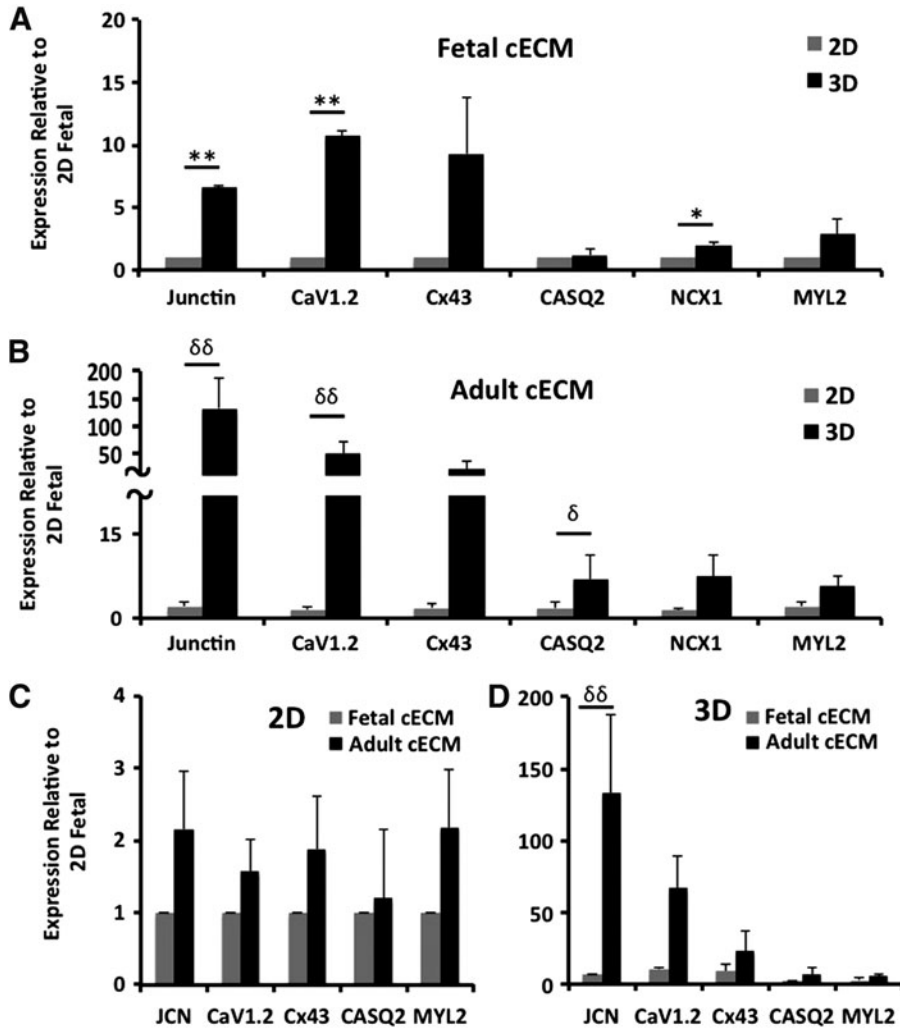 A
Fetal cECM
2D
3D
Expression Relative to
2D Fetal
20
15
10
5
0
**
**
*
Junctin CaV1.2 Cx43 CASQ2 NCX1 MYL2
B
Adult cECM
2D
3D
Expression Relative to
2D Fetal
200
150
100
50
15
0
δδ
δδ
δ
Junctin CaV1.2 Cx43 CASQ2 NCX1 MYL2
C
2D
Fetal cECM
Adult cECM
Expression Relative to
2D Fetal
4
3
2
1
0
JCN CaV1.2 Cx43 CASQ2 MYL2
D
3D
Fetal cECM
Adult cECM
200
150
100
50
0
δδ
JCN CaV1.2 Cx43 CASQ2 MYL2